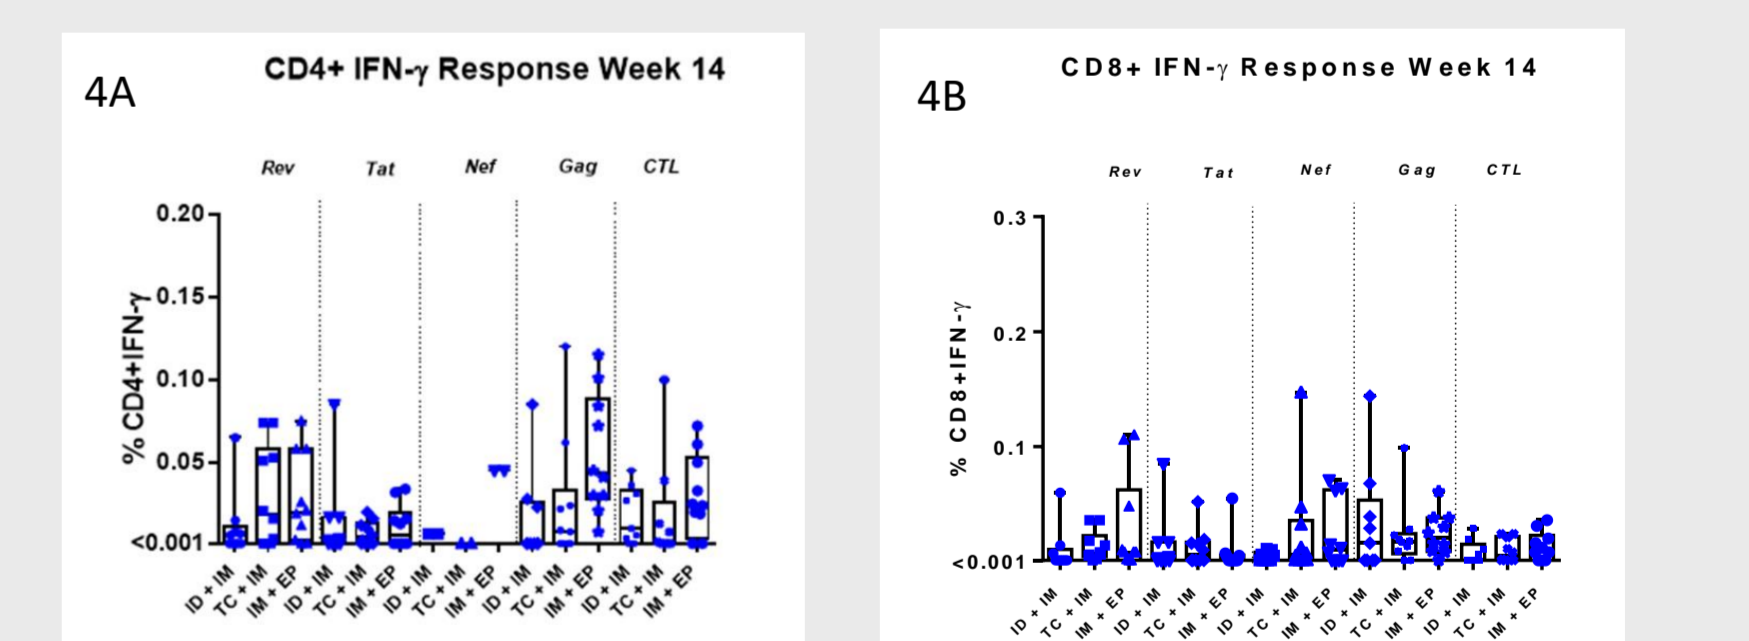 CD4+ IFN-γ Response Week 14
4A
Rev Tat Nef Gag CTL
0.20
0.15
0.10
0.05
<0.001
% CD4+IFN-γ
ID + IM TC + IM IM + EP ID + IM TC + IM IM + EP ID + IM TC + IM IM + EP ID + IM TC + IM IM + EP ID + IM TC + IM IM + EP
CD8+ IFN-γ Response Week 14
4B
Rev Tat Nef Gag CTL
0.3
0.2
0.1
<0.001
% CD8+IFN-γ
ID + IM TC + IM IM + EP ID + IM TC + IM IM + EP ID + IM TC + IM IM + EP ID + IM TC + IM IM + EP ID + IM TC + IM IM + EP